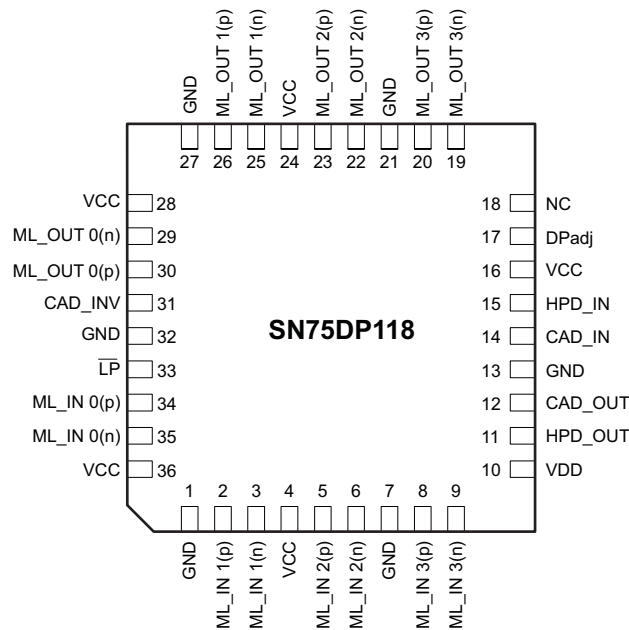 GND
ML_OUT 1(p)
ML_OUT 1(n)
VCC
ML_OUT 2(p)
ML_OUT 2(n)
GND
ML_OUT 3(p)
ML_OUT 3(n)
27 26 25 24 23 22 21 20 19
VCC 28
ML_OUT 0(n) 29
ML_OUT 0(p) 30
CAD_INV 31
GND 32
L̅P̅ 33
ML_IN 0(p) 34
ML_IN 0(n) 35
VCC 36
SN75DP118
18 NC
17 DPadj
16 VCC
15 HPD_IN
14 CAD_IN
13 GND
12 CAD_OUT
11 HPD_OUT
10 VDD
1 2 3 4 5 6 7 8 9
GND
ML_IN 1(p)
ML_IN 1(n)
VCC
ML_IN 2(p)
ML_IN 2(n)
GND
ML_IN 3(p)
ML_IN 3(n)